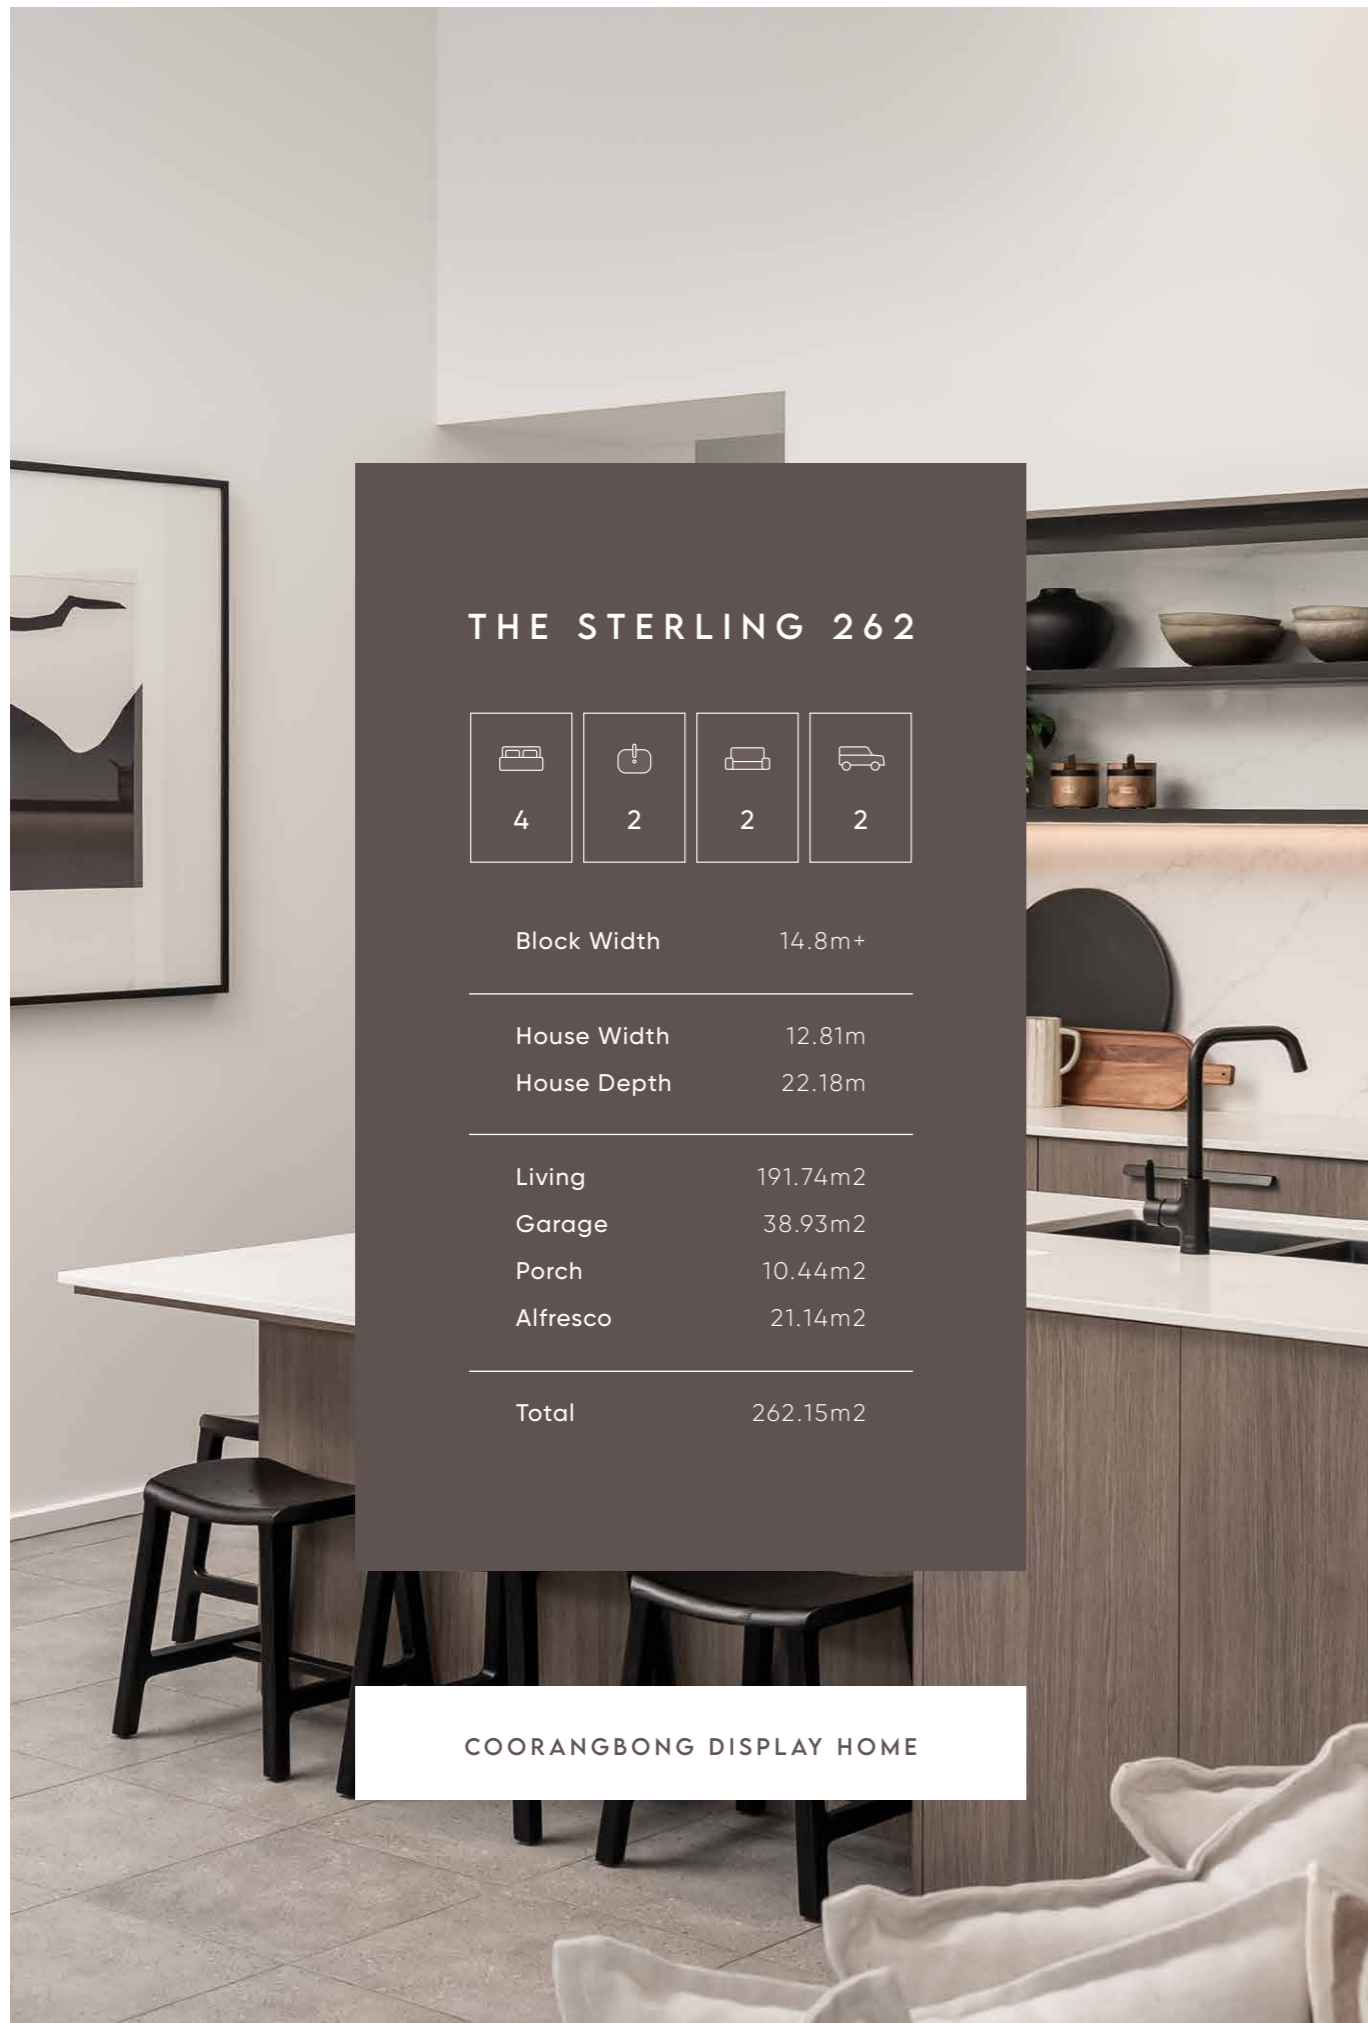 THE STERLING 262
4 2 2 2
Block Width 14.8m+
House Width 12.81m
House Depth 22.18m
Living 191.74m2
Garage 38.93m2
Porch 10.44m2
Alfresco 21.14m2
Total 262.15m2
COORANGBONG DISPLAY HOME